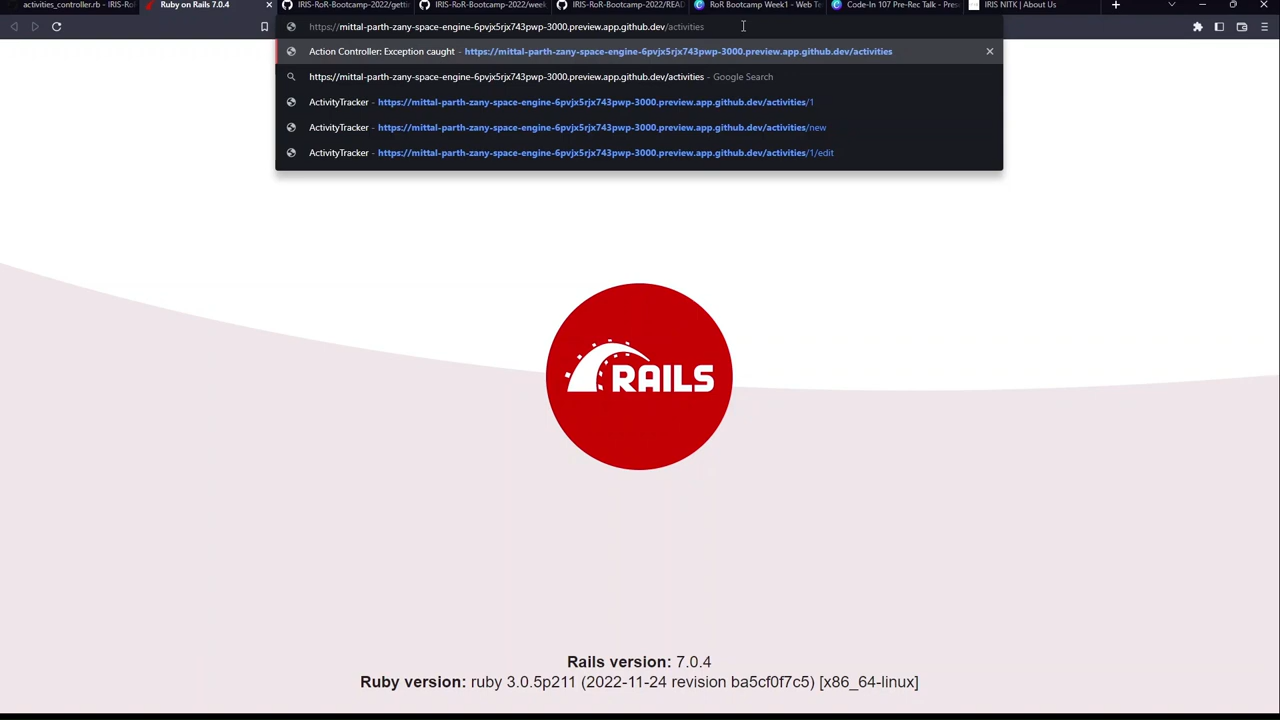 activities_controller.rb - IRIS-Ro
Ruby on Rails 7.0.4
IRIS-RoR-Bootcamp-2022/gettin
IRIS-RoR-Bootcamp-2022/week
IRIS-RoR-Bootcamp-2022/READ
RoR Bootcamp Week1 - Web Te
Code-In 107 Pre-Rec Talk - Pres
IRIS NITK | About Us
https://mittal-parth-zany-space-engine-6pvjx5rjx743pwp-3000.preview.app.github.dev/activities
Action Controller: Exception caught - https://mittal-parth-zany-space-engine-6pvjx5rjx743pwp-3000.preview.app.github.dev/activities
https://mittal-parth-zany-space-engine-6pvjx5rjx743pwp-3000.preview.app.github.dev/activities - Google Search
ActivityTracker - https://mittal-parth-zany-space-engine-6pvjx5rjx743pwp-3000.preview.app.github.dev/activities/1
ActivityTracker - https://mittal-parth-zany-space-engine-6pvjx5rjx743pwp-3000.preview.app.github.dev/activities/new
ActivityTracker - https://mittal-parth-zany-space-engine-6pvjx5rjx743pwp-3000.preview.app.github.dev/activities/1/edit
RAILS
Rails version: 7.0.4
Ruby version: ruby 3.0.5p211 (2022-11-24 revision ba5cf0f7c5) [x86_64-linux]